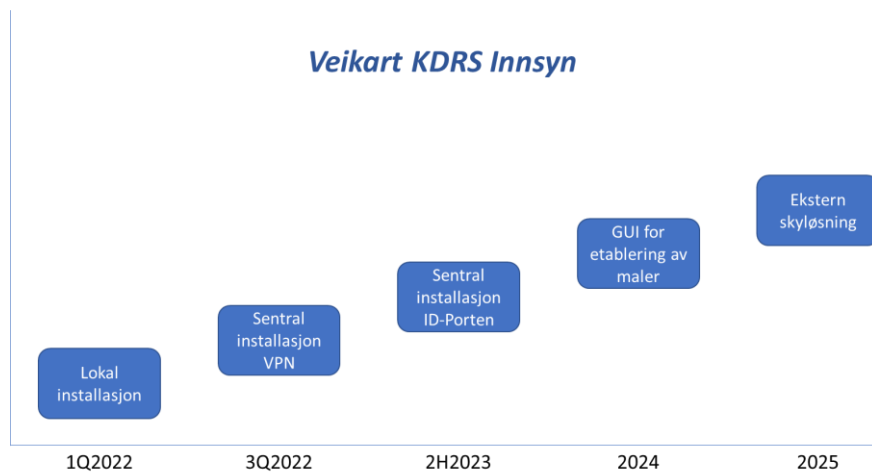 Veikart KDRS Innsyn
Ekstern
skyløsning
GUI for
etablering av
maler
Sentral
installasjon
ID-Porten
Sentral
installasjon
VPN
Lokal
installasjon
1Q2022
3Q2022
2H2023
2024
2025